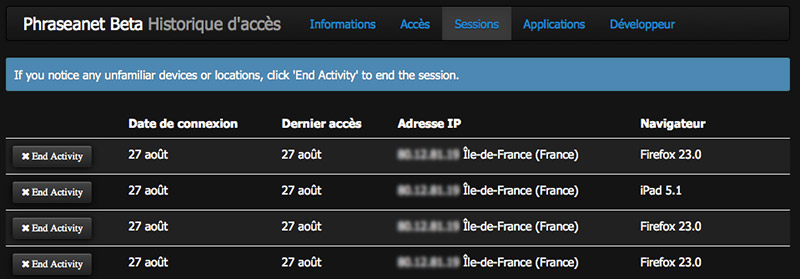 Phraseanet Beta Historique d'accès Informations Accès Sessions Applications Développeur
If you notice any unfamiliar devices or locations, click 'End Activity' to end the session.
Date de connexion Dernier accès Adresse IP Navigateur
✖ End Activity 27 août 27 août Île-de-France (France) Firefox 23.0
✖ End Activity 27 août 27 août Île-de-France (France) iPad 5.1
✖ End Activity 27 août 27 août Île-de-France (France) Firefox 23.0
✖ End Activity 27 août 27 août Île-de-France (France) Firefox 23.0